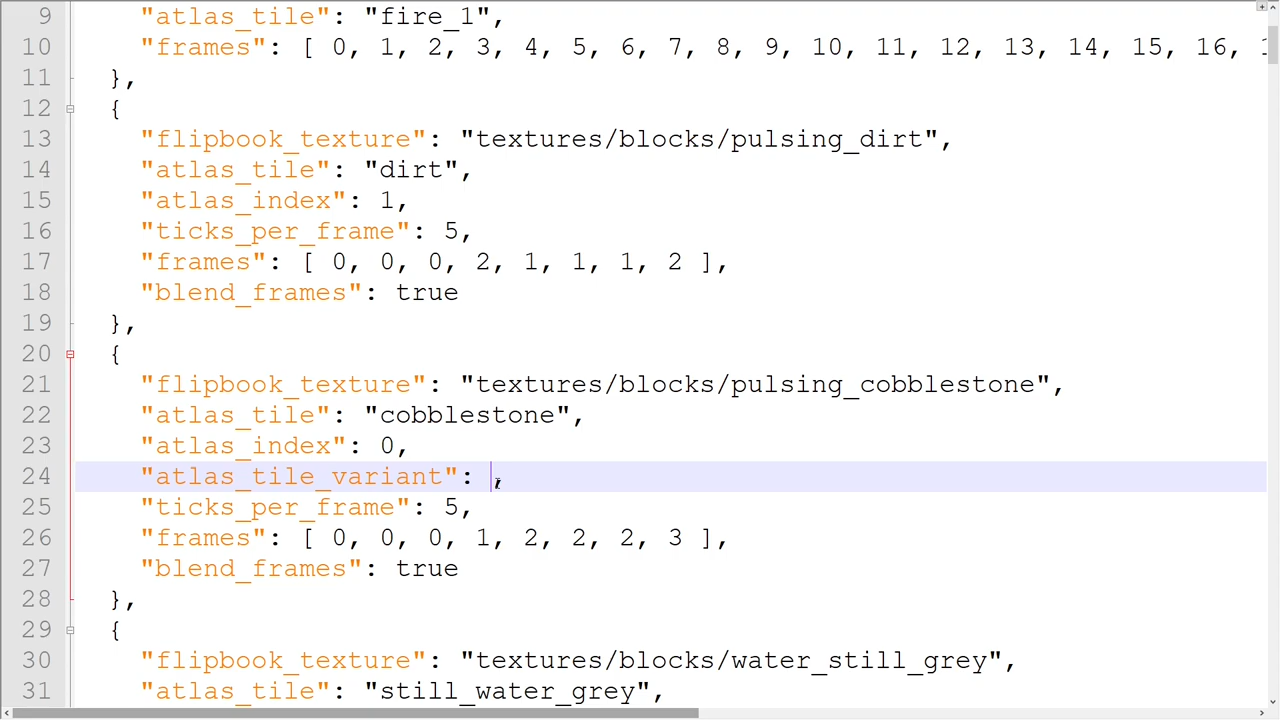 9 "atlas_tile": "fire_1",
10 "frames": [ 0, 1, 2, 3, 4, 5, 6, 7, 8, 9, 10, 11, 12, 13, 14, 15, 16,
11 },
12 {
13 "flipbook_texture": "textures/blocks/pulsing_dirt",
14 "atlas_tile": "dirt",
15 "atlas_index": 1,
16 "ticks_per_frame": 5,
17 "frames": [ 0, 0, 0, 2, 1, 1, 1, 2 ],
18 "blend_frames": true
19 },
20 {
21 "flipbook_texture": "textures/blocks/pulsing_cobblestone",
22 "atlas_tile": "cobblestone",
23 "atlas_index": 0,
24 "atlas_tile_variant": ,
25 "ticks_per_frame": 5,
26 "frames": [ 0, 0, 0, 1, 2, 2, 2, 3 ],
27 "blend_frames": true
28 },
29 {
30 "flipbook_texture": "textures/blocks/water_still_grey",
31 "atlas_tile": "still_water_grey",